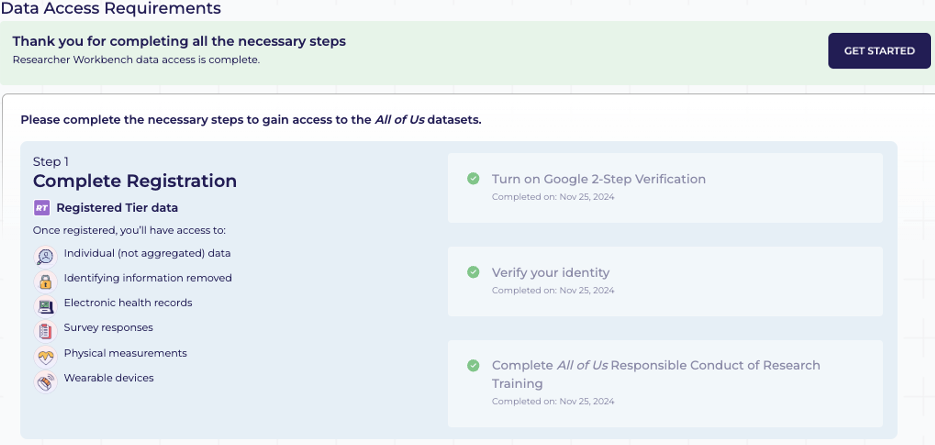 Data Access Requirements
Thank you for completing all the necessary steps
Researcher Workbench data access is complete.
GET STARTED
Please complete the necessary steps to gain access to the All of Us datasets.
Step 1
Complete Registration
RT Registered Tier data
Once registered, you'll have access to:
Individual (not aggregated) data
Identifying information removed
Electronic health records
Survey responses
Physical measurements
Wearable devices
Turn on Google 2-Step Verification
Completed on: Nov 25, 2024
Verify your identity
Completed on: Nov 25, 2024
Complete All of Us Responsible Conduct of Research
Training
Completed on: Nov 25, 2024